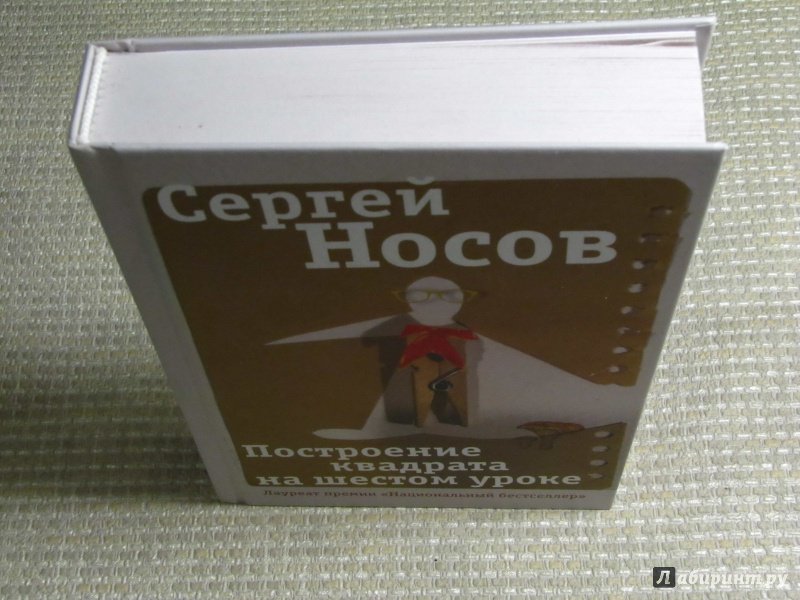 Сергей
Носов
Построение
квадрата
на шестом уроке
Лауреат премии «Национальный бестселлер»
Лабиринт.ру